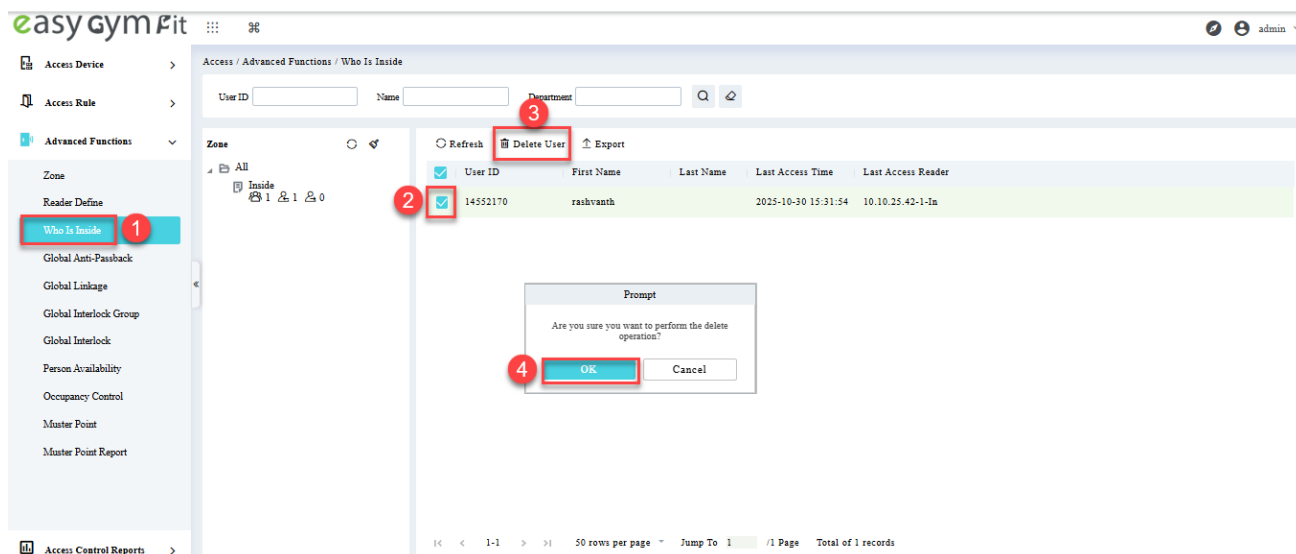 easy Gym Fit
admin
Access Device
Access Rule
Advanced Functions
Zone
Reader Define
Who Is Inside 1
Global Anti-Passback
Global Linkage
Global Interlock Group
Global Interlock
Person Availability
Occupancy Control
Muster Point
Muster Point Report
Access Control Reports
Access / Advanced Functions / Who Is Inside
User ID Name Department
3
Zone
All
Inside
1 1 0
Refresh Delete User Export
User ID First Name Last Name Last Access Time Last Access Reader
2 14552170 rashvanth 2025-10-30 15:31:54 10.10.25.42-1-In
Prompt
Are you sure you want to perform the delete
operation?
4 OK Cancel
1-1 50 rows per page Jump To 1 /1 Page Total of 1 records